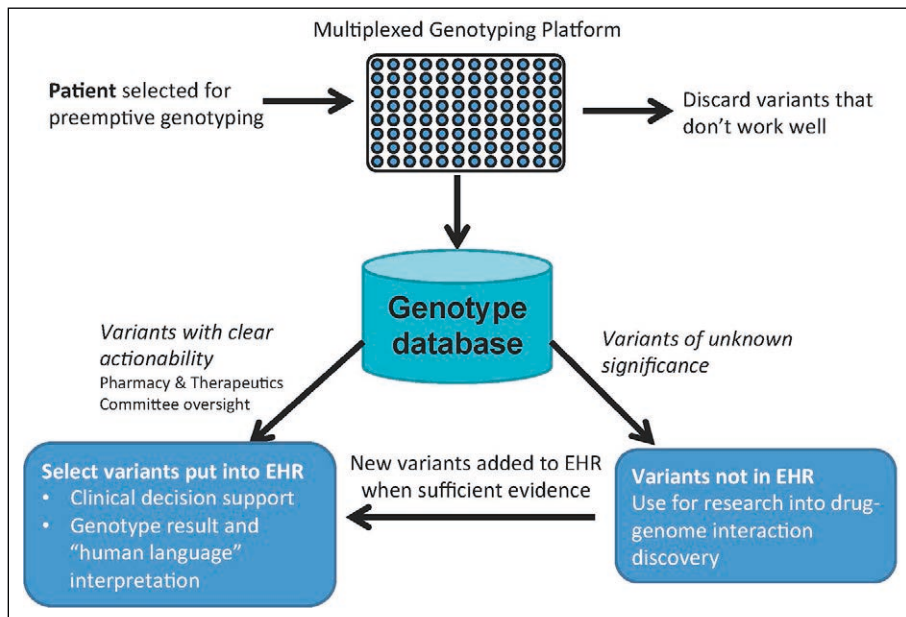 Multiplexed Genotyping Platform
Patient selected for
preemptive genotyping
Discard variants that
don't work well
Genotype
database
Variants with clear
actionability
Pharmacy & Therapeutics
Committee oversight
Variants of unknown
significance
Select variants put into EHR
• Clinical decision support
• Genotype result and
“human language”
interpretation
New variants added to EHR
when sufficient evidence
Variants not in EHR
Use for research into drug-
genome interaction
discovery